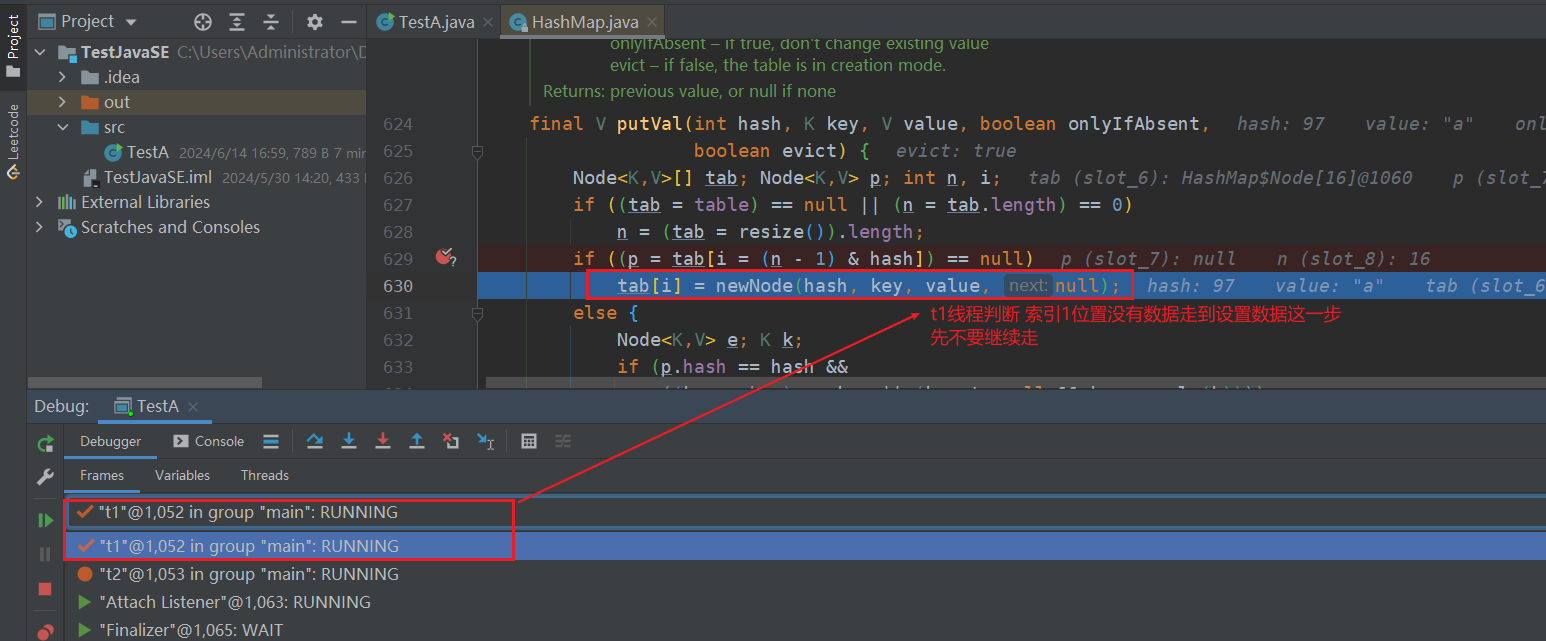 Project
TestA.java
HashMap.java
Project
Leetcode
TestJavaSE C:\Users\Administrator\D
.idea
out
src
TestA 2024/6/14 16:59, 789 B 7 min
TestJavaSE.iml 2024/5/30 14:20, 433
External Libraries
Scratches and Consoles
onlyIfAbsent – if true, don't change existing value
evict – if false, the table is in creation mode.
Returns: previous value, or null if none
624 final V putVal(int hash, K key, V value, boolean onlyIfAbsent, hash: 97 value: "a" onl
625 boolean evict) { evict: true
626 Node<K,V>[] tab; Node<K,V> p; int n, i; tab (slot_6): HashMap$Node[16]@1060 p (slot_7
627 if ((tab = table) == null || (n = tab.length) == 0)
628 n = (tab = resize()).length;
629 if ((p = tab[i = (n - 1) & hash]) == null) p (slot_7): null n (slot_8): 16
630 tab[i] = newNode(hash, key, value, next: null); hash: 97 value: "a" tab (slot_6
631 else {
t1线程判断 索引1位置没有数据走到设置数据这一步
先不要继续走
632 Node<K,V> e; K k;
633 if (p.hash == hash &&
Debug: TestA
Debugger Console
Frames Variables Threads
"t1"@1,052 in group "main": RUNNING
"t1"@1,052 in group "main": RUNNING
"t2"@1,053 in group "main": RUNNING
"Attach Listener"@1,063: RUNNING
"Finalizer"@1,065: WAIT